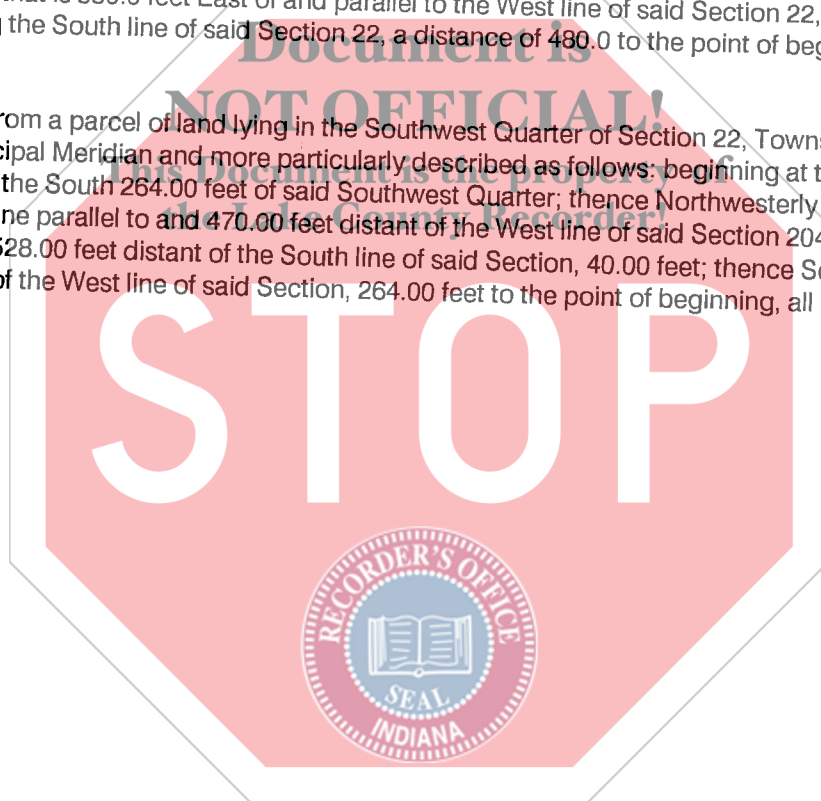 feet East of and parallel to the West line of said Section 22,
the South line of said Section 22, a distance of 480.0 to the point of beg
Document is
rom a parcel of land lying in the Southwest Quarter of Section 22, Towns
NOT OFFICIAL!
cipal Meridian and more particularly described as follows: beginning at t
This Document is the property of
the South 264.00 feet of said Southwest Quarter; thence Northwesterly
the Lake County Recorder!
ne parallel to and 470.00 feet distant of the West line of said Section 204
528.00 feet distant of the South line of said Section, 40.00 feet; thence So
of the West line of said Section, 264.00 feet to the point of beginning, all
STOP
RECORDER'S OFFICE
SEAL
INDIANA